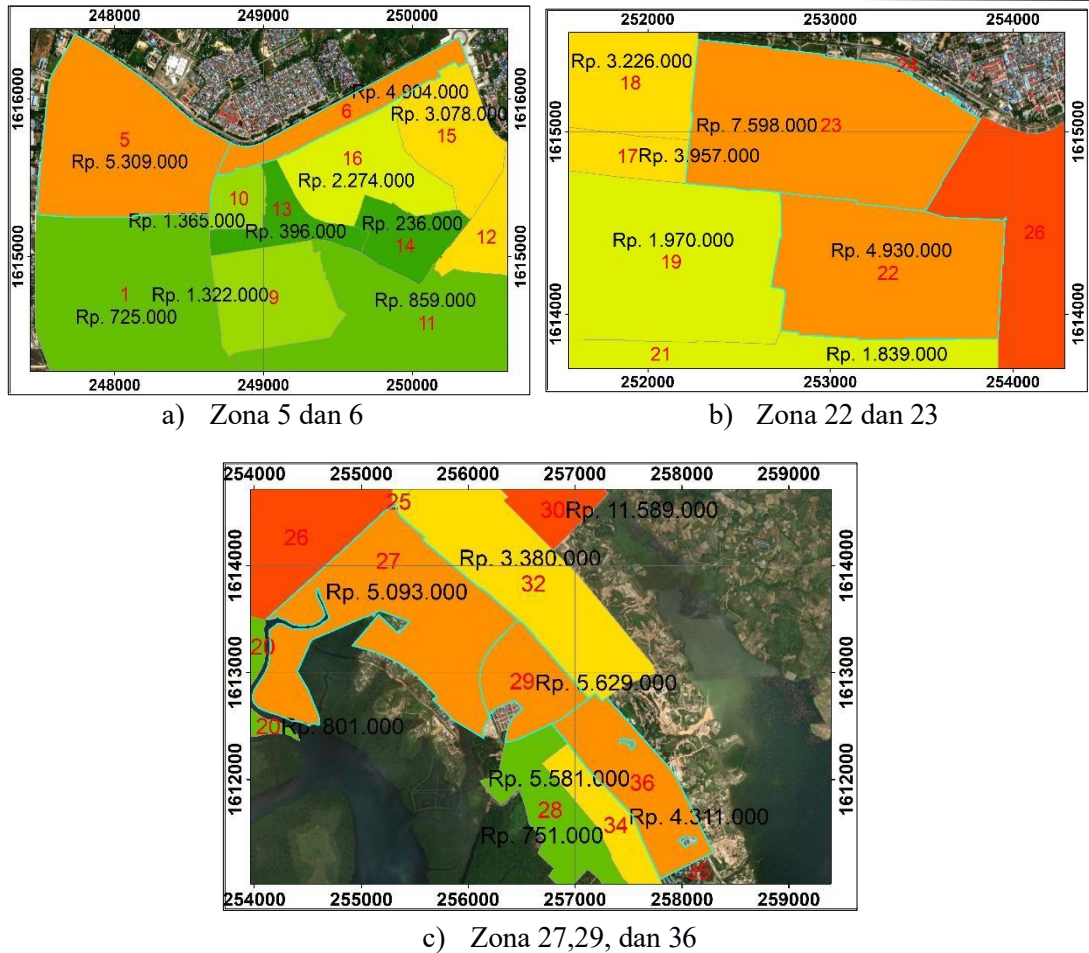 248000 249000 250000
1616000
1616000
Rp. 4.904.000
6
Rp. 3.078.000
15
5
Rp. 5.309.000
16
Rp. 2.274.000
10
13
Rp. 1.365.000
Rp. 396.000
Rp. 236.000
14
12
1615000
1615000
1
Rp. 725.000
Rp. 1.322.000
9
Rp. 859.000
11
248000 249000 250000
a) Zona 5 dan 6
252000 253000 254000
24
Rp. 3.226.000
18
1615000
1615000
Rp. 7.598.000 23
17 Rp. 3.957.000
26
Rp. 1.970.000
19
Rp. 4.930.000
22
1614000
1614000
21
Rp. 1.839.000
252000 253000 254000
b) Zona 22 dan 23
254000 255000 256000 257000 258000 259000
25
30 Rp. 11.589.000
26
27
Rp. 3.380.000
32
1614000
1614000
Rp. 5.093.000
20
1613000
1613000
29 Rp. 5.629.000
20 Rp. 801.000
Rp. 5.581.000
36
1612000
1612000
28
34
Rp. 4.311.000
Rp. 751.000
254000 255000 256000 257000 258000 259000
c) Zona 27,29, dan 36